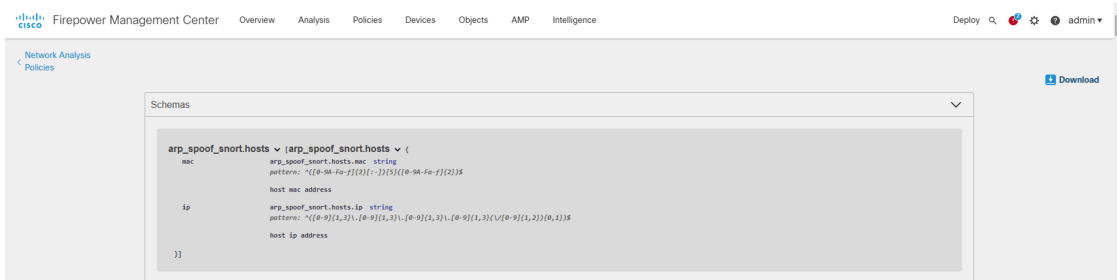 cisco Firepower Management Center Overview Analysis Policies Devices Objects AMP Intelligence Deploy 2 ? admin
Network Analysis
Policies
Download
Schemas
arp_spoof_snort.hosts [arp_spoof_snort.hosts {
mac arp_spoof_snort.hosts.mac string
pattern: ^([0-9A-Fa-f]{2}[:-]){5}([0-9A-Fa-f]{2})$
host mac address
ip arp_spoof_snort.hosts.ip string
pattern: ^([0-9]{1,3}\.[0-9]{1,3}\.[0-9]{1,3}\.[0-9]{1,3}(\/[0-9]{1,2}){0,1})$
host ip address
}]